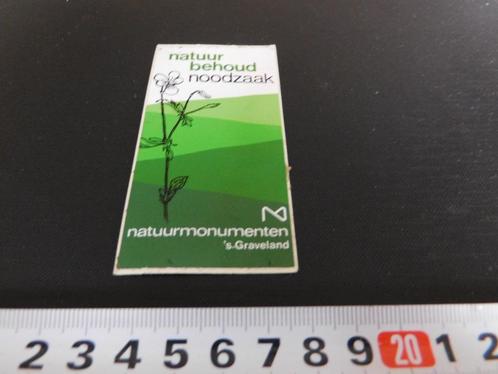 natuur
behoud
noodzaak
natuurmonumenten
's-Graveland
2 3 4 5 6 7 8 9 20 1 2